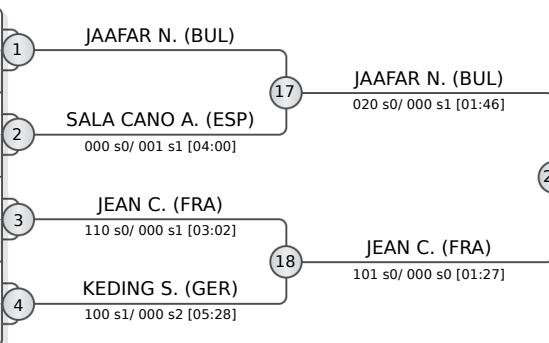 1
JAAFAR N. (BUL)
17
JAAFAR N. (BUL)
020 s0/ 000 s1 [01:46]
2
SALA CANO A. (ESP)
000 s0/ 001 s1 [04:00]
3
JEAN C. (FRA)
110 s0/ 000 s1 [03:02]
18
JEAN C. (FRA)
101 s0/ 000 s0 [01:27]
4
KEDING S. (GER)
100 s1/ 000 s2 [05:28]